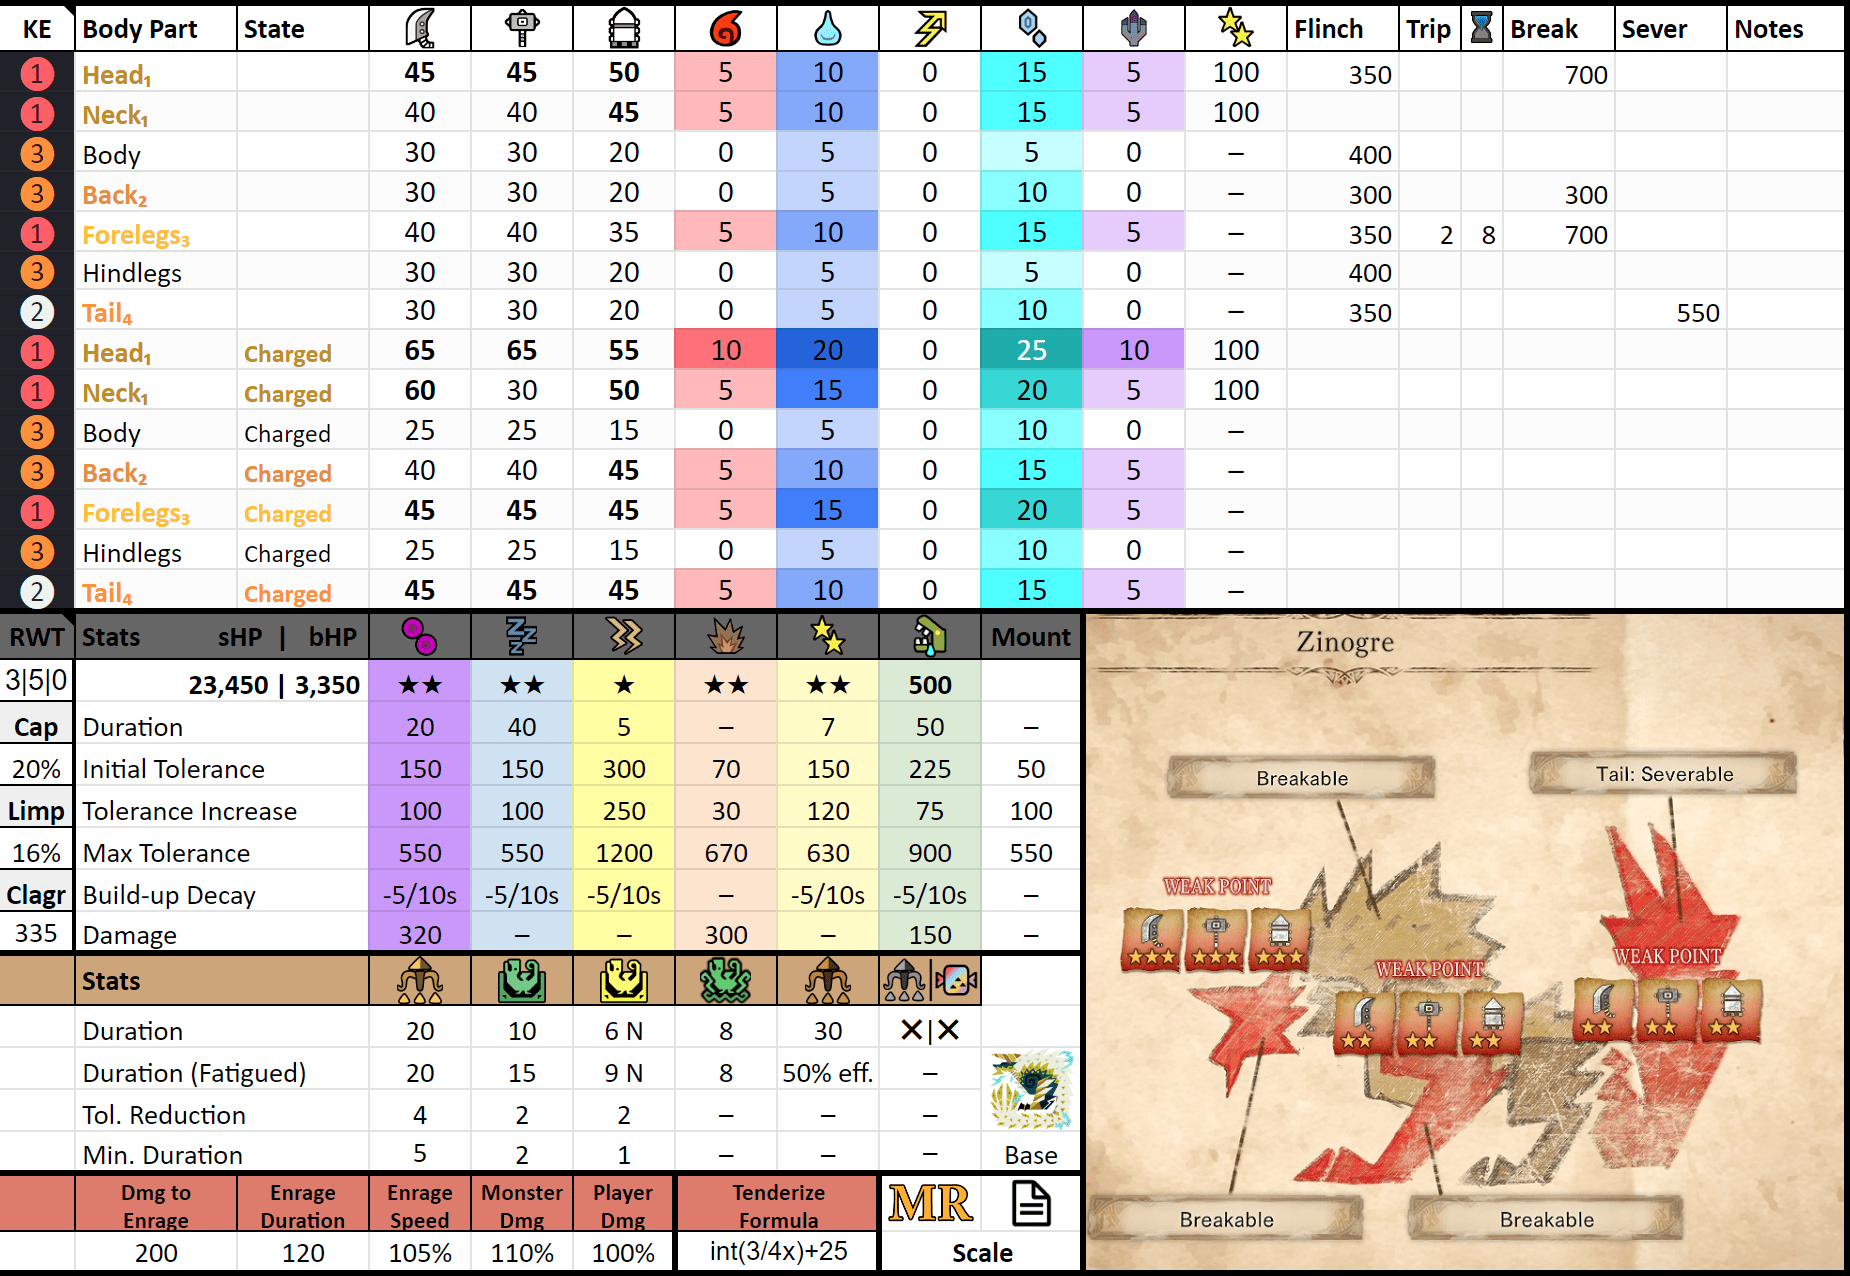 KE Body Part State Flinch Trip Break Sever Notes
1 Head₁ 45 45 50 5 10 0 15 5 100 350 700
1 Neck₁ 40 40 45 5 10 0 15 5 100
3 Body 30 30 20 0 5 0 5 0 – 400
3 Back₂ 30 30 20 0 5 0 10 0 – 300 300
1 Forelegs₃ 40 40 35 5 10 0 15 5 – 350 2 8 700
3 Hindlegs 30 30 20 0 5 0 5 0 – 400
2 Tail₄ 30 30 20 0 5 0 10 0 – 350 550
1 Head₁ Charged 65 65 55 10 20 0 25 10 100
1 Neck₁ Charged 60 30 50 5 15 0 20 5 100
3 Body Charged 25 25 15 0 5 0 10 0 –
3 Back₂ Charged 40 40 45 5 10 0 15 5 –
1 Forelegs₃ Charged 45 45 45 5 15 0 20 5 –
3 Hindlegs Charged 25 25 15 0 5 0 10 0 –
2 Tail₄ Charged 45 45 45 5 10 0 15 5 –
RWT Stats sHP | bHP Mount
3|5|0 23,450 | 3,350 ★★ ★★ ★ ★★ ★★ 500
Cap Duration 20 40 5 – 7 50 –
20% Initial Tolerance 150 150 300 70 150 225 50
Limp Tolerance Increase 100 100 250 30 120 75 100
16% Max Tolerance 550 550 1200 670 630 900 550
Clagr Build-up Decay -5/10s -5/10s -5/10s – -5/10s -5/10s –
335 Damage 320 – – 300 – 150 –
Stats
Duration 20 10 6 N 8 30 ✕|✕
Duration (Fatigued) 20 15 9 N 8 50% eff. –
Tol. Reduction 4 2 2 – – –
Min. Duration 5 2 1 – – – Base
Dmg to Enrage Enrage Duration Enrage Speed Monster Dmg Player Dmg Tenderize Formula MR
200 120 105% 110% 100% int(3/4x)+25 Scale
Zinogre
Breakable
Tail: Severable
WEAK POINT
WEAK POINT
WEAK POINT
Breakable
Breakable